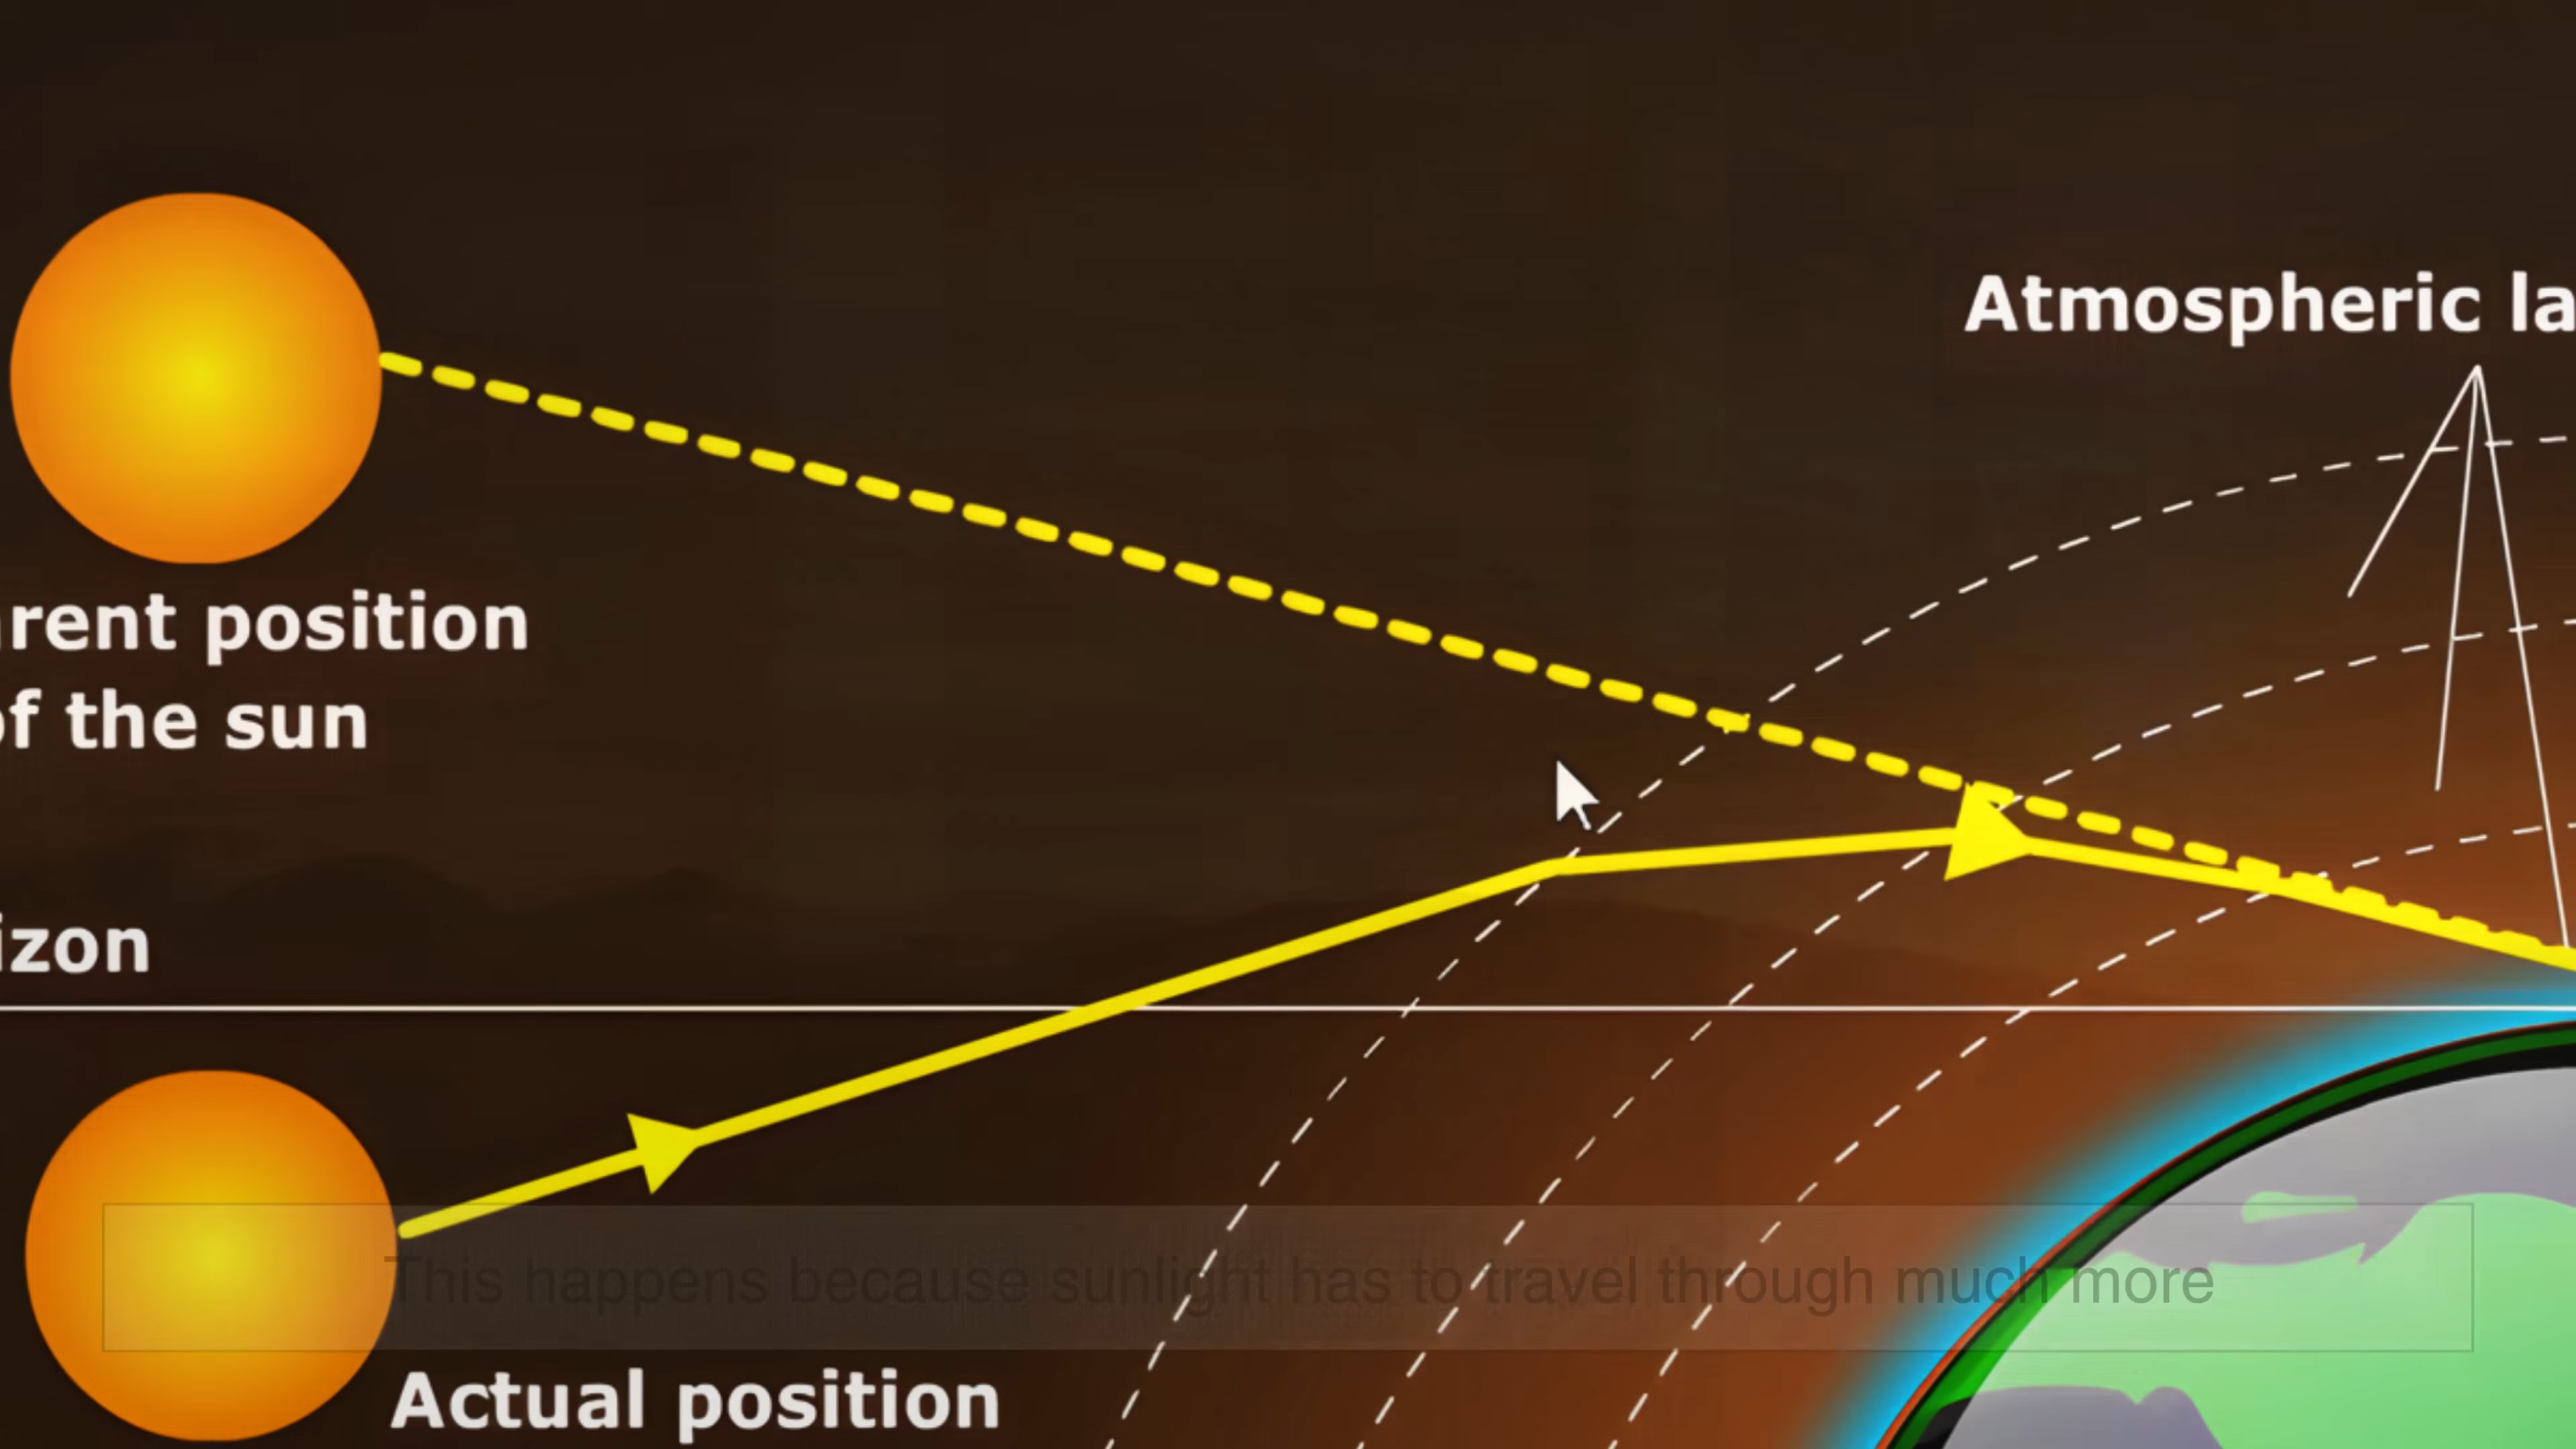 Atmospheric la
rent position
of the sun
izon
This happens because sunlight has to travel through much more
Actual position